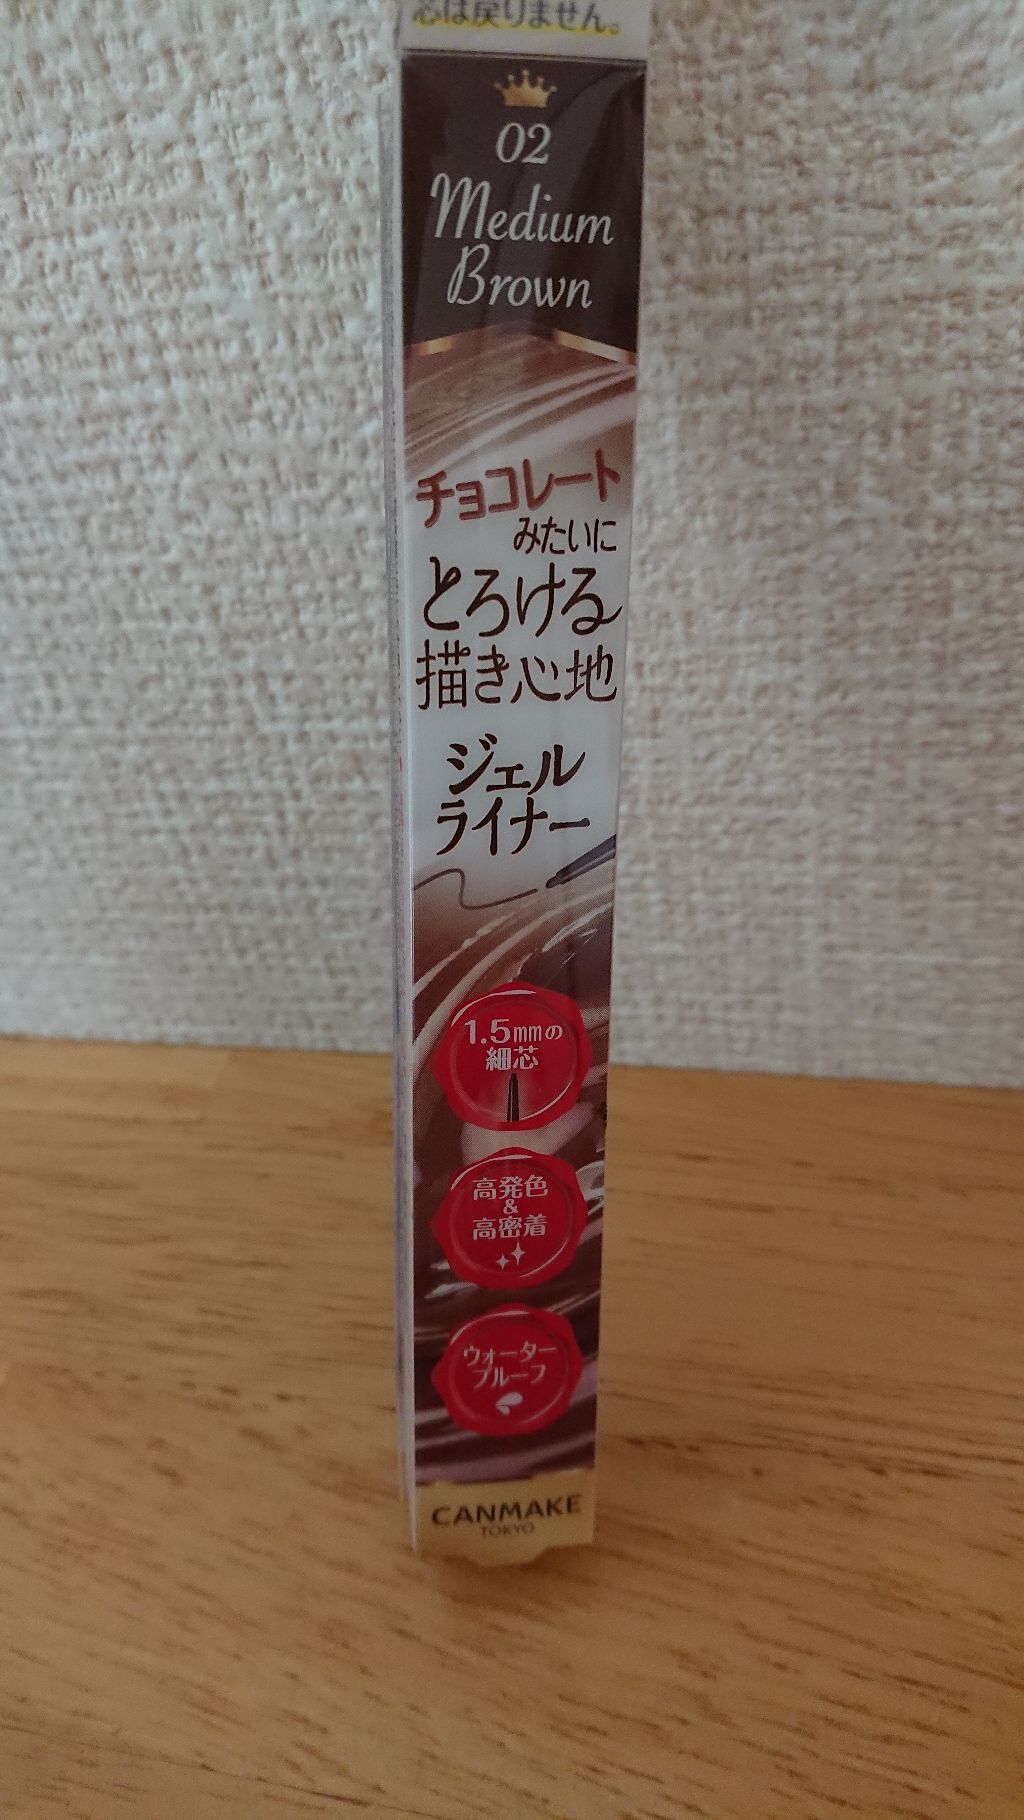 芯は戻りません。
02
Medium
Brown
チョコレート
みたいに
とろける
描き心地
ジェル
ライナー
1.5mmの
細芯
高発色
&
高密着
ウォーター
プルーフ
CANMAKE
TOKYO